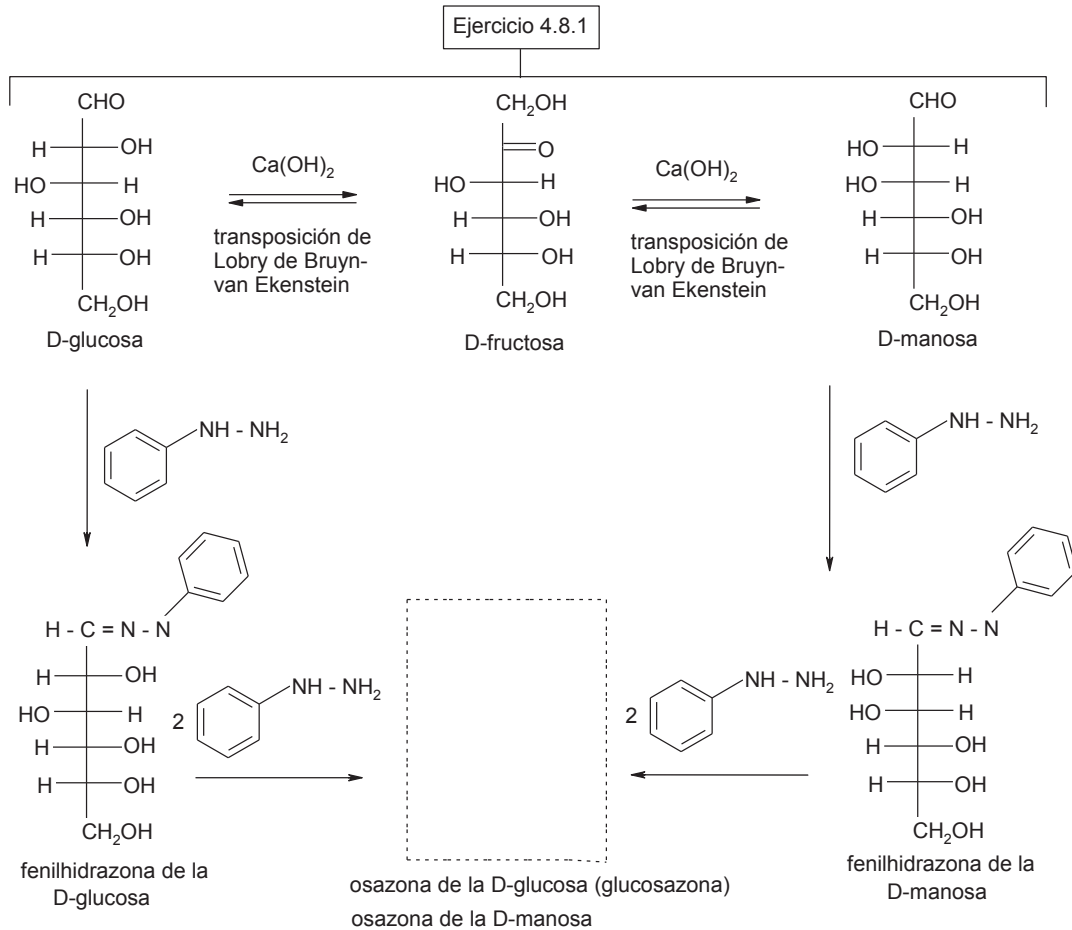 Ejercicio 4.8.1
CHO
H OH
HO H
H OH
H OH
CH2OH
D-glucosa
Ca(OH)2
transposición de
Lobry de Bruyn-
van Ekenstein
CH2OH
O
HO H
H OH
H OH
CH2OH
D-fructosa
Ca(OH)2
transposición de
Lobry de Bruyn-
van Ekenstein
CHO
HO H
HO H
H OH
H OH
CH2OH
D-manosa
NH - NH2
NH - NH2
H - C = N - N
H OH
HO H
H OH
H OH
CH2OH
fenilhidrazona de la
D-glucosa
2 NH - NH2
osazona de la D-glucosa (glucosazona)
osazona de la D-manosa
2 NH - NH2
H - C = N - N
HO H
HO H
H OH
H OH
CH2OH
fenilhidrazona de la
D-manosa